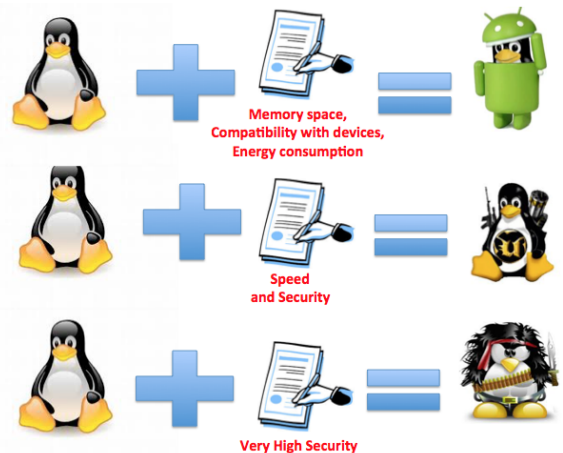 Memory space,
Compatibility with devices,
Energy consumption
Speed
and Security
Very High Security